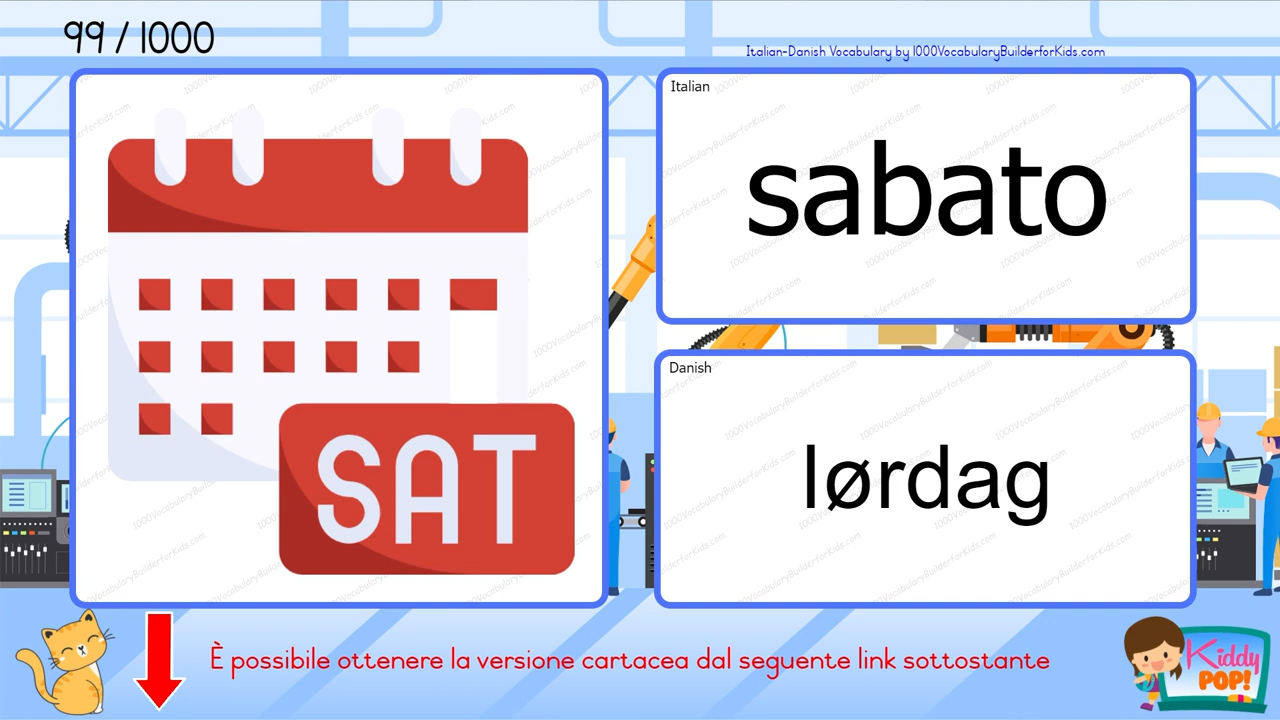 99 / 1000
Italian-Danish Vocabulary by 1000VocabularyBuilderforKids.com
Italian
sabato
SAT
Danish
lørdag
È possibile ottenere la versione cartacea dal seguente link sottostante
Kiddy
POP!